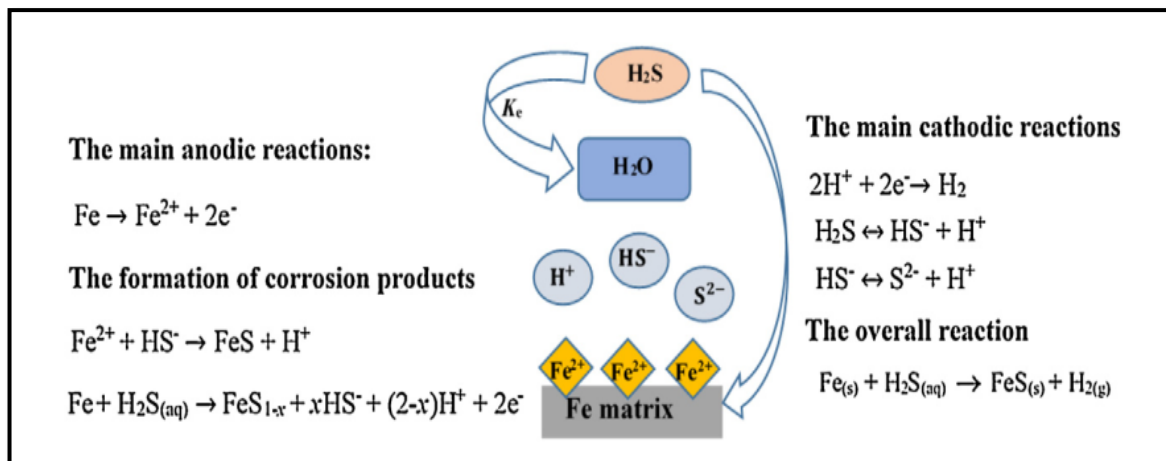 The main anodic reactions:
Fe → Fe²⁺ + 2e⁻
The formation of corrosion products
Fe²⁺ + HS⁻ → FeS + H⁺
Fe + H₂S₍aq₎ → FeS₁₋ₓ + xHS⁻ + (2-x)H⁺ + 2e⁻
H₂S
Kₑ
H₂O
H⁺
HS⁻
S²⁻
Fe²⁺ Fe²⁺ Fe²⁺
Fe matrix
The main cathodic reactions
2H⁺ + 2e⁻ → H₂
H₂S ↔ HS⁻ + H⁺
HS⁻ ↔ S²⁻ + H⁺
The overall reaction
Fe₍s₎ + H₂S₍aq₎ → FeS₍s₎ + H₂₍g₎